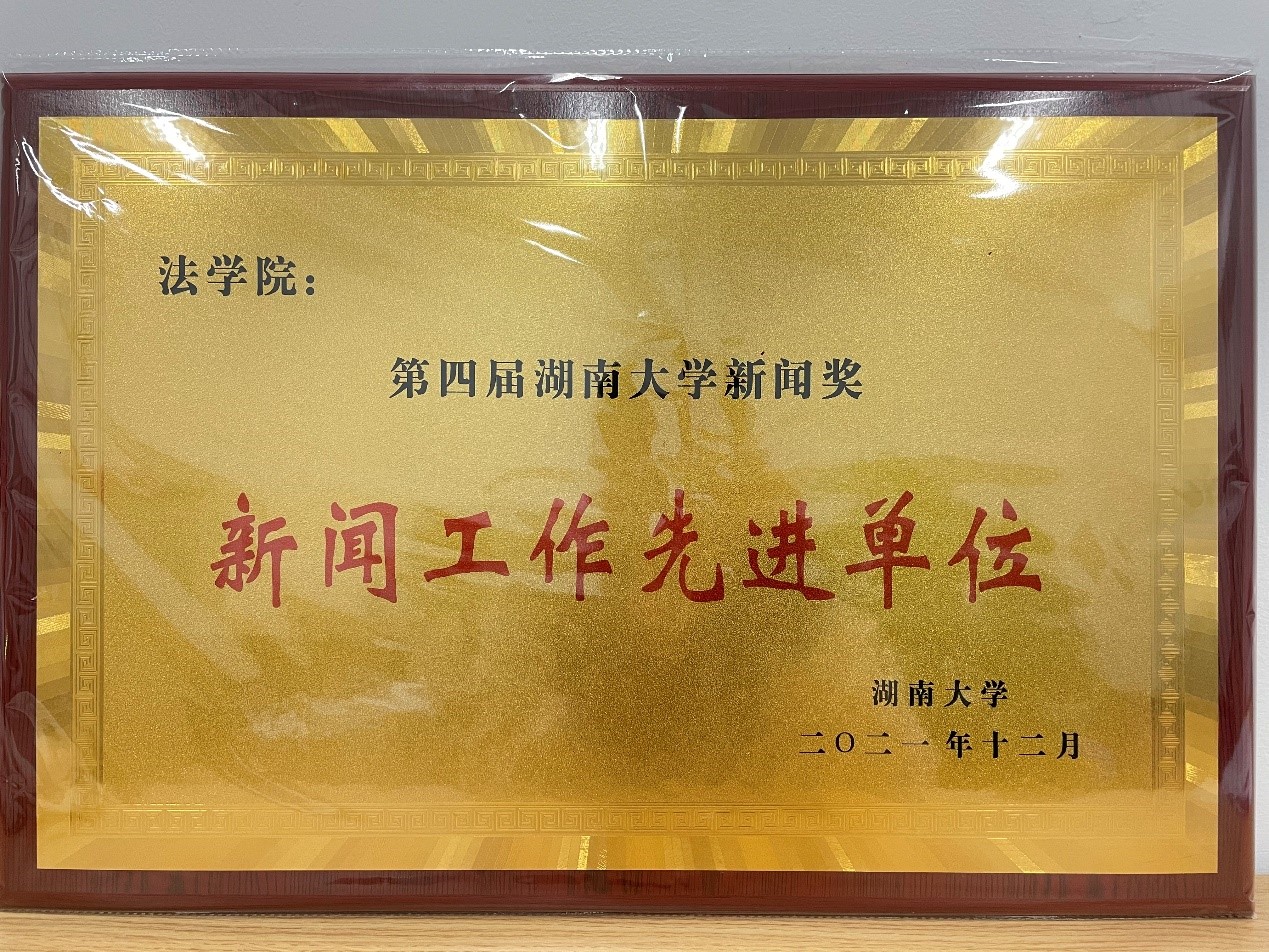 法学院：
第四届湖南大学新闻奖
新闻工作先进单位
湖南大学
二〇二一年十二月